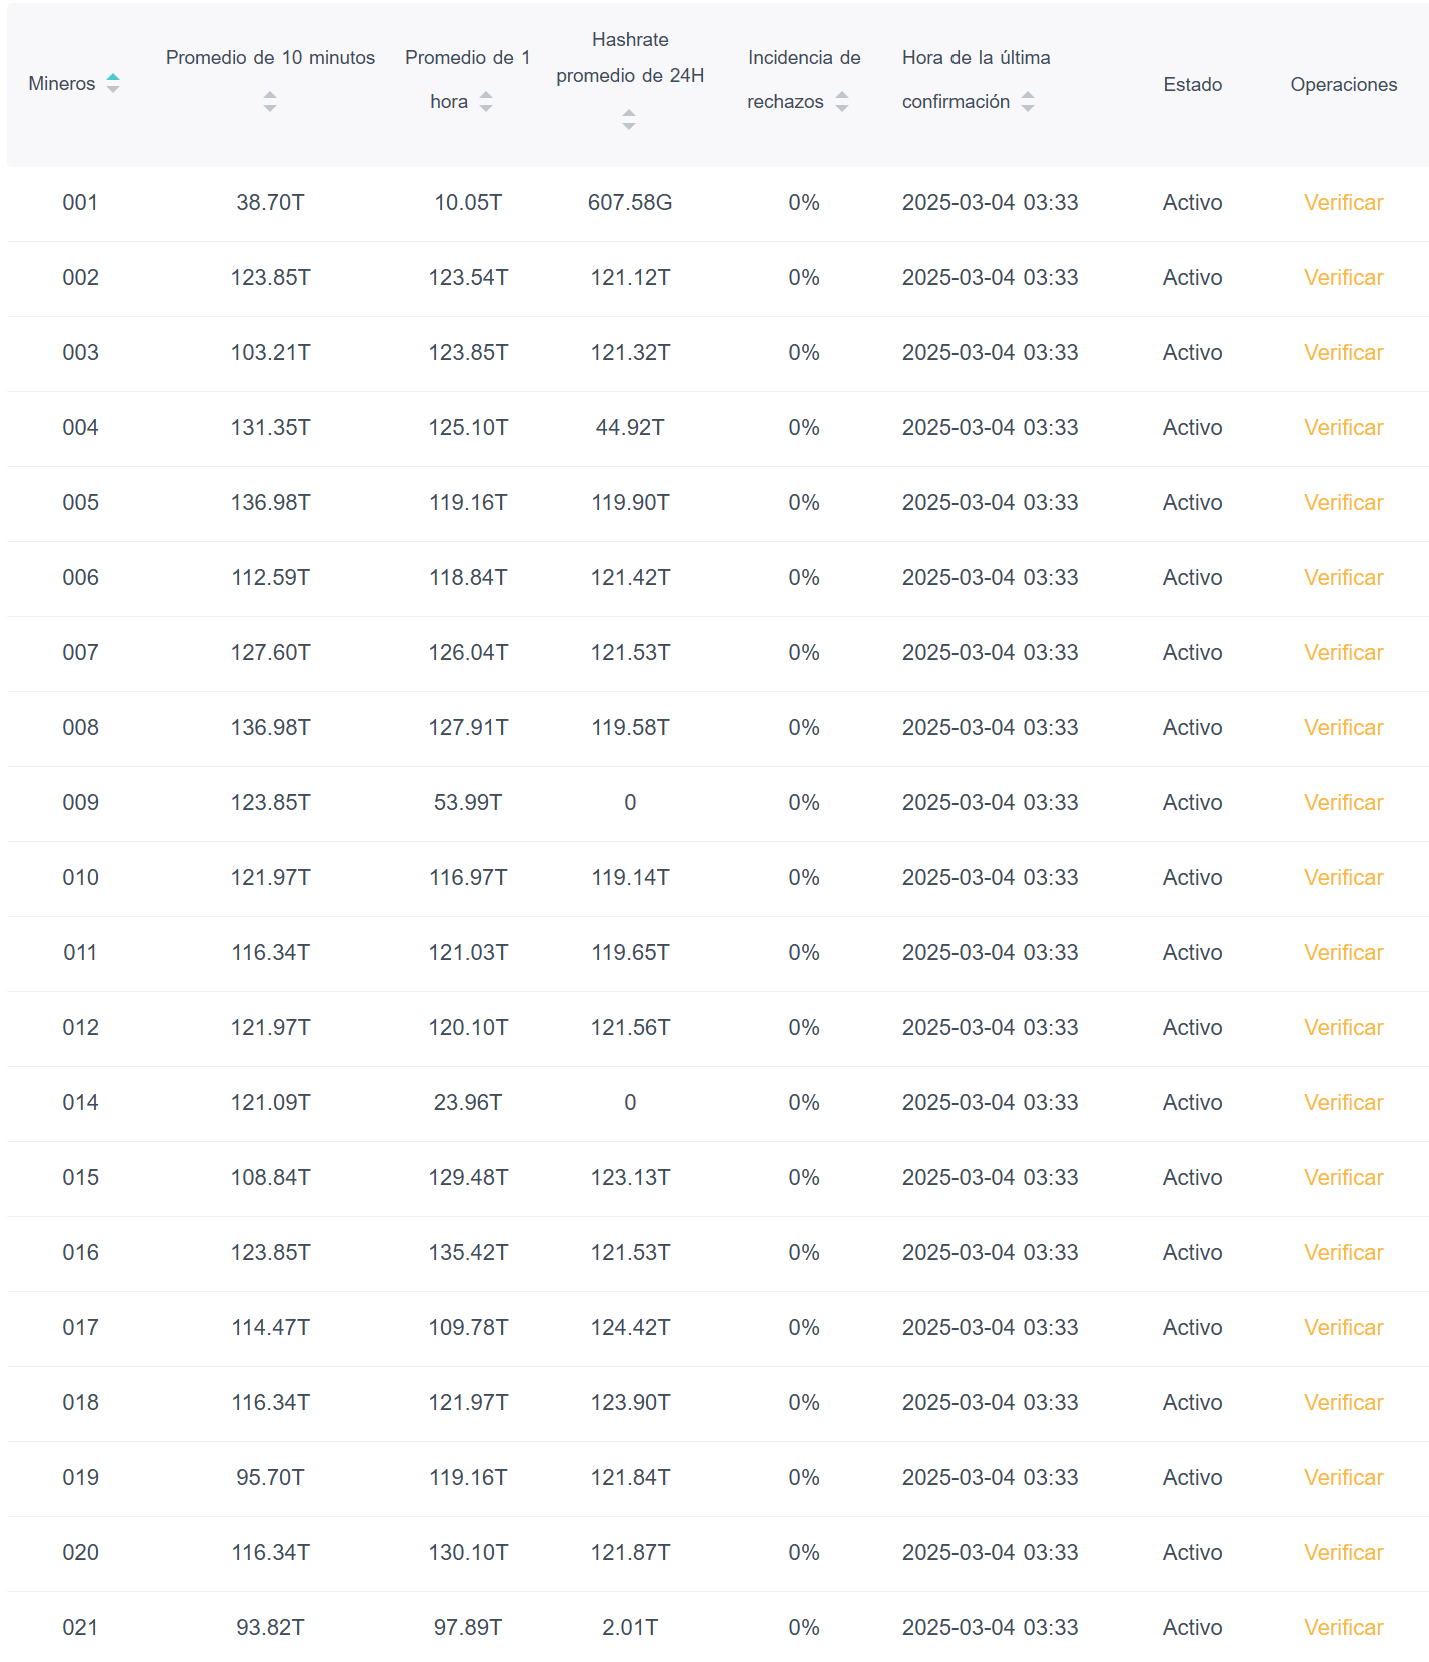 Mineros
Promedio de 10 minutos
Promedio de 1
hora
Hashrate
promedio de 24H
Incidencia de
rechazos
Hora de la última
confirmación
Estado
Operaciones
001 38.70T 10.05T 607.58G 0% 2025-03-04 03:33 Activo Verificar
002 123.85T 123.54T 121.12T 0% 2025-03-04 03:33 Activo Verificar
003 103.21T 123.85T 121.32T 0% 2025-03-04 03:33 Activo Verificar
004 131.35T 125.10T 44.92T 0% 2025-03-04 03:33 Activo Verificar
005 136.98T 119.16T 119.90T 0% 2025-03-04 03:33 Activo Verificar
006 112.59T 118.84T 121.42T 0% 2025-03-04 03:33 Activo Verificar
007 127.60T 126.04T 121.53T 0% 2025-03-04 03:33 Activo Verificar
008 136.98T 127.91T 119.58T 0% 2025-03-04 03:33 Activo Verificar
009 123.85T 53.99T 0 0% 2025-03-04 03:33 Activo Verificar
010 121.97T 116.97T 119.14T 0% 2025-03-04 03:33 Activo Verificar
011 116.34T 121.03T 119.65T 0% 2025-03-04 03:33 Activo Verificar
012 121.97T 120.10T 121.56T 0% 2025-03-04 03:33 Activo Verificar
014 121.09T 23.96T 0 0% 2025-03-04 03:33 Activo Verificar
015 108.84T 129.48T 123.13T 0% 2025-03-04 03:33 Activo Verificar
016 123.85T 135.42T 121.53T 0% 2025-03-04 03:33 Activo Verificar
017 114.47T 109.78T 124.42T 0% 2025-03-04 03:33 Activo Verificar
018 116.34T 121.97T 123.90T 0% 2025-03-04 03:33 Activo Verificar
019 95.70T 119.16T 121.84T 0% 2025-03-04 03:33 Activo Verificar
020 116.34T 130.10T 121.87T 0% 2025-03-04 03:33 Activo Verificar
021 93.82T 97.89T 2.01T 0% 2025-03-04 03:33 Activo Verificar